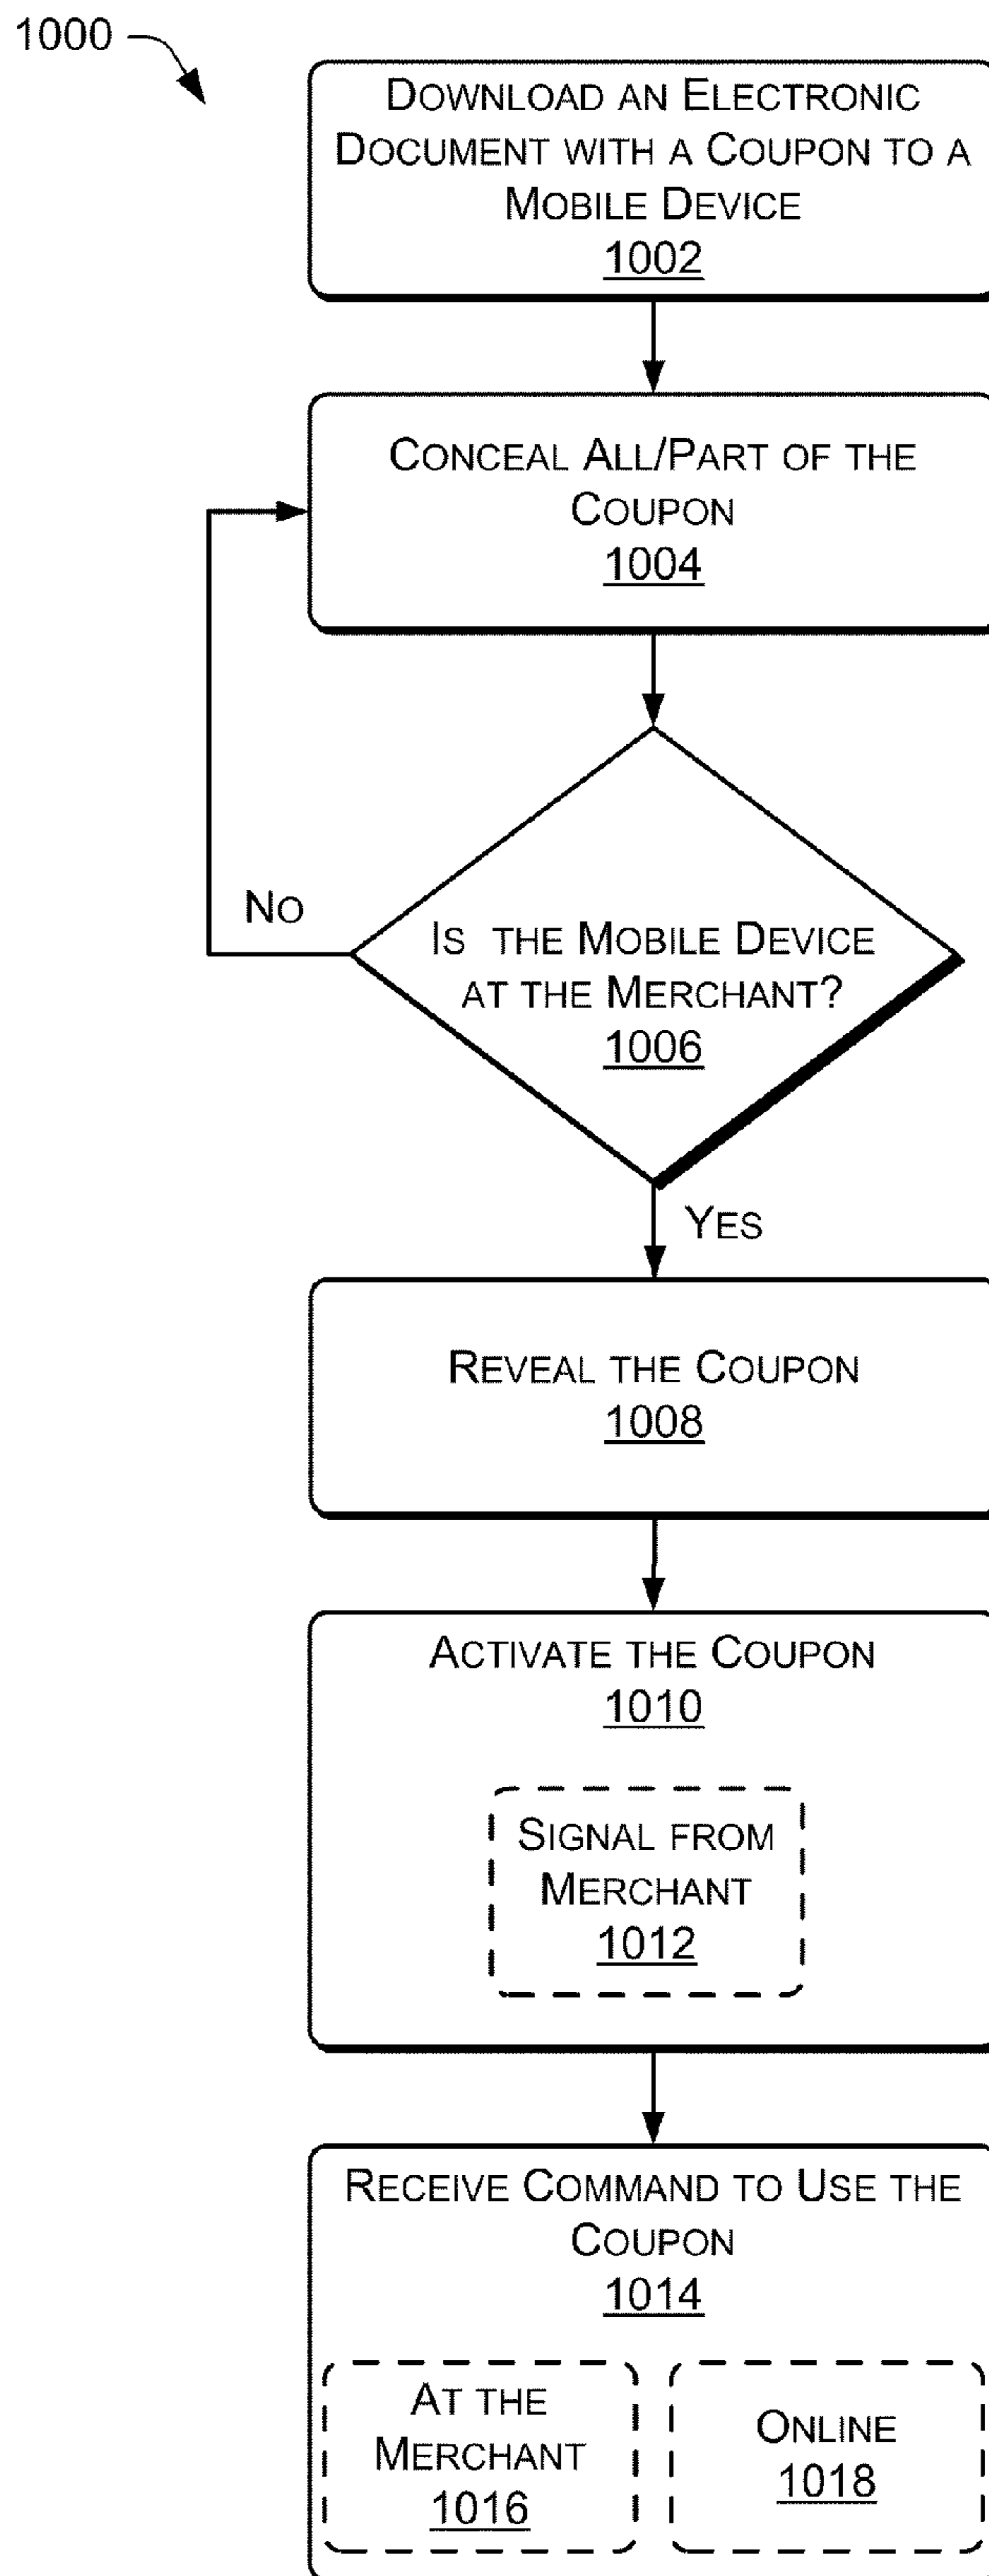 1000
DOWNLOAD AN ELECTRONIC
DOCUMENT WITH A COUPON TO A
MOBILE DEVICE
1002
CONCEAL ALL/PART OF THE
COUPON
1004
NO
IS THE MOBILE DEVICE
AT THE MERCHANT?
1006
YES
REVEAL THE COUPON
1008
ACTIVATE THE COUPON
1010
SIGNAL FROM
MERCHANT
1012
RECEIVE COMMAND TO USE THE
COUPON
1014
AT THE
MERCHANT
1016
ONLINE
1018